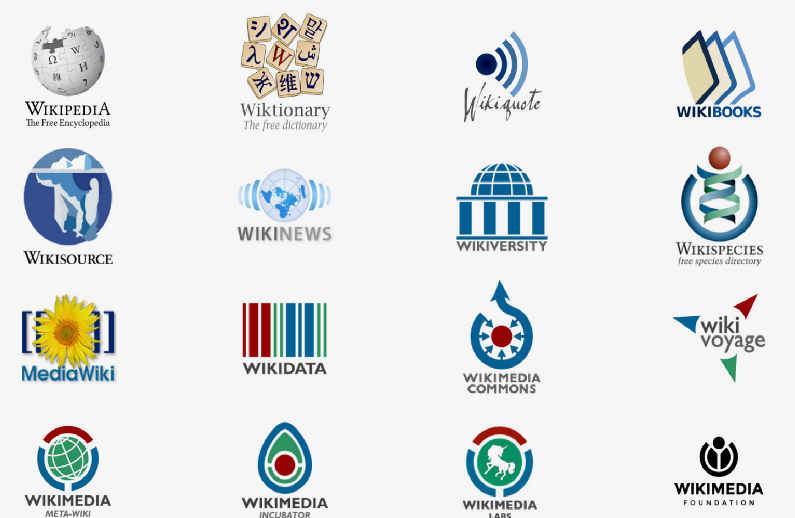 WIKIPEDIA
The Free Encyclopedia
Wiktionary
The free dictionary
Wikiquote
WIKIBOOKS
WIKISOURCE
WIKINEWS
WIKIVERSITY
WIKISPECIES
free species directory
[[ ]]
MediaWiki
WIKIDATA
WIKIMEDIA
COMMONS
wiki
voyage
WIKIMEDIA
META-WIKI
WIKIMEDIA
INCUBATOR
WIKIMEDIA
LABS
WIKIMEDIA
FOUNDATION